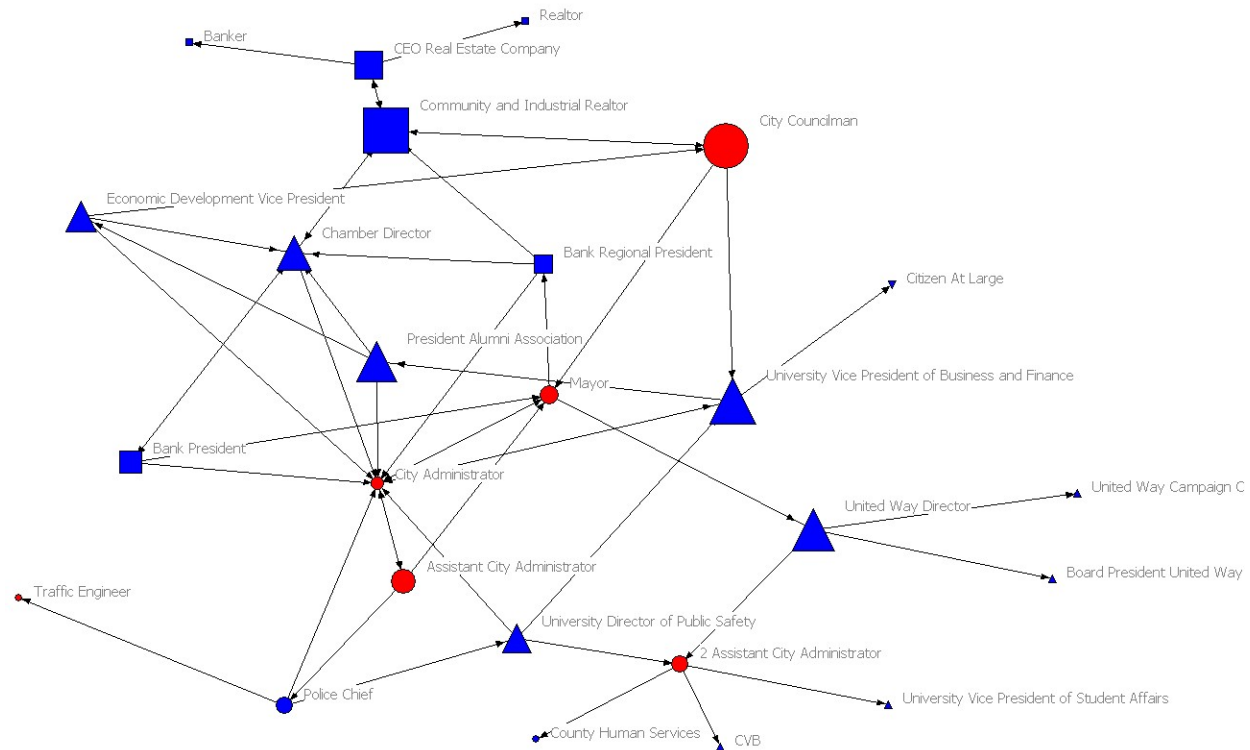 Realtor
Banker
CEO Real Estate Company
Community and Industrial Realtor
City Councilman
Economic Development Vice President
Chamber Director
Bank Regional President
Citizen At Large
President Alumni Association
Mayor
University Vice President of Business and Finance
Bank President
City Administrator
United Way Campaign C
United Way Director
Assistant City Administrator
Board President United Way
Traffic Engineer
University Director of Public Safety
2 Assistant City Administrator
Police Chief
University Vice President of Student Affairs
County Human Services
CVB